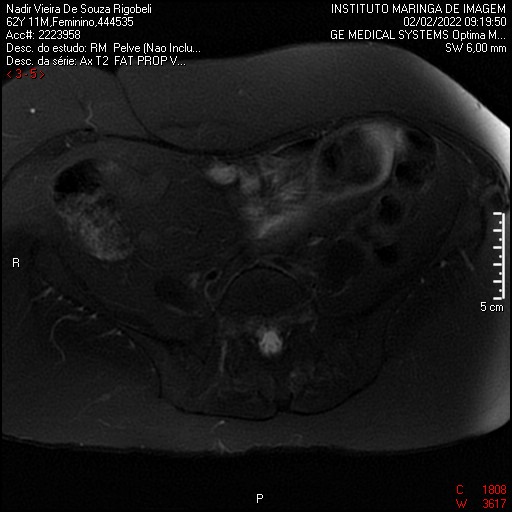 Nadir Vieira De Souza Rigobeli
62Y 11M,Feminino,444535
Acc#: 2223958
Desc. do estudo: RM Pelve (Nao Inclu...
Desc. da série: Ax T2 FAT PROP V...
< 3 - 5 >
INSTITUTO MARINGA DE IMAGEM
02/02/2022 09:19:50
GE MEDICAL SYSTEMS Optima M...
SW 6,00 mm
R
5 cm
P
C 1808
W 3617